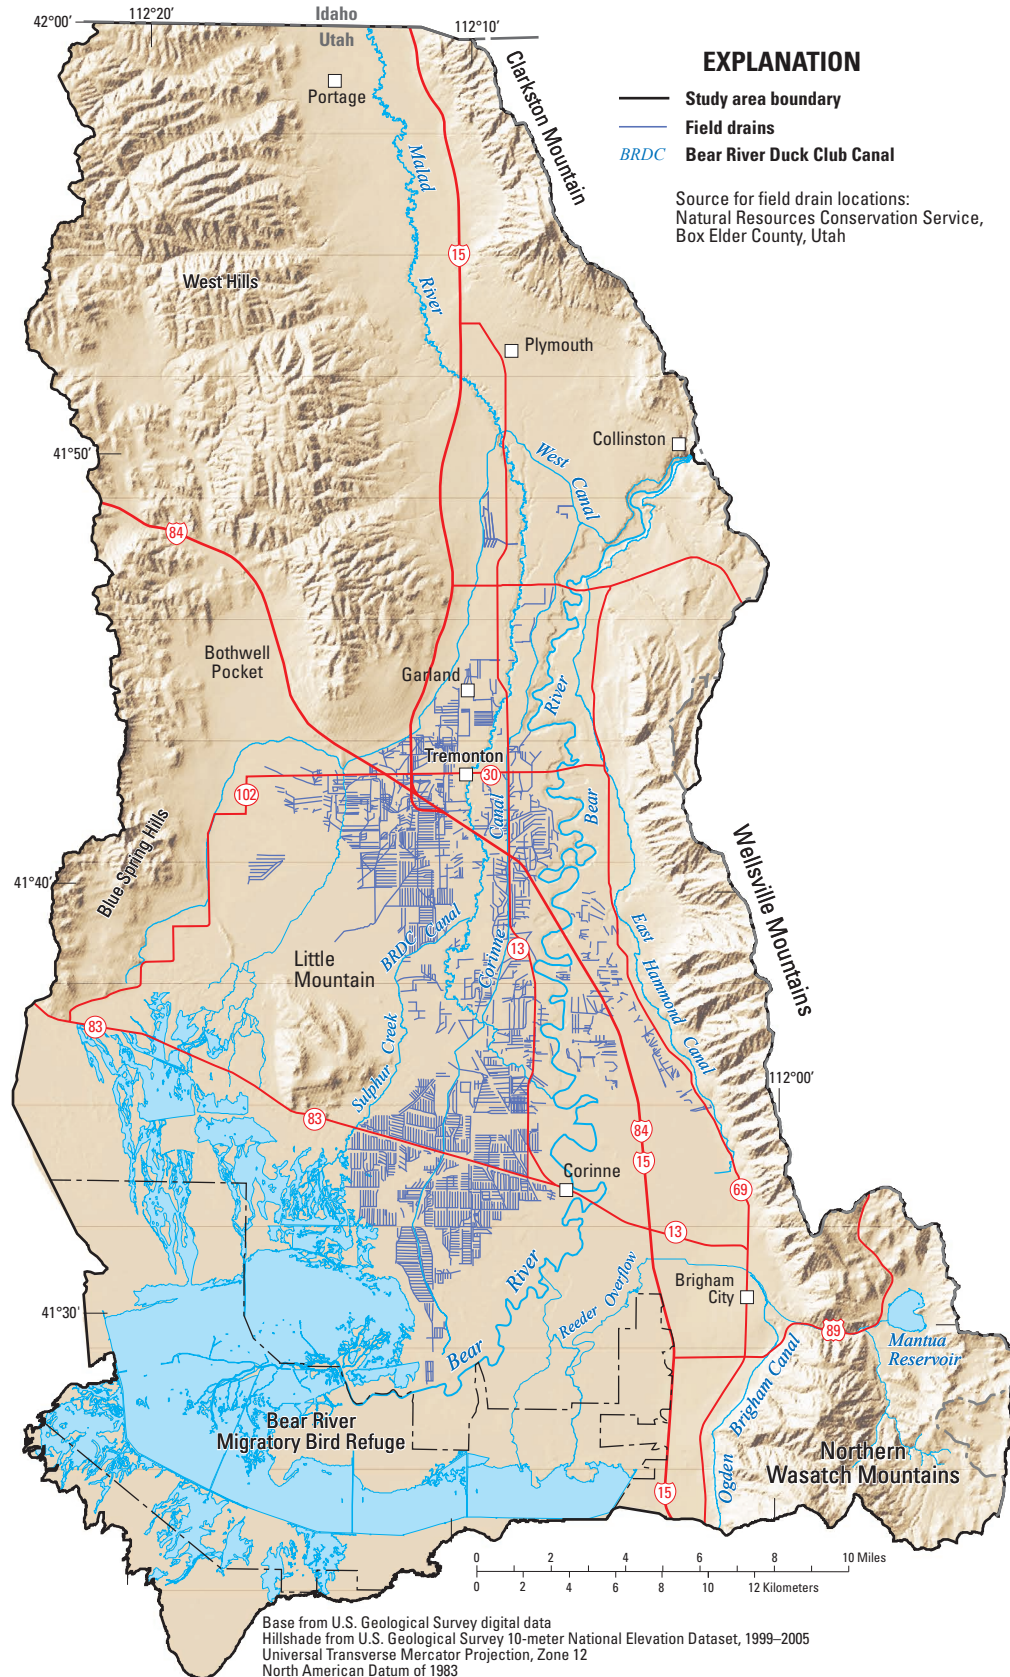 42°00′
112°20′
Idaho
Utah
112°10′
Portage
Clarkston Mountain
EXPLANATION
Study area boundary
Field drains
BRDC Bear River Duck Club Canal
Source for field drain locations:
Natural Resources Conservation Service,
Box Elder County, Utah
Malad
River
15
West Hills
Plymouth
Collinston
41°50′
West
Canal
84
Bothwell
Pocket
Garland
River
Tremonton
30
102
Canal
Bear
Blue Spring Hills
Wellsville Mountains
41°40′
BRDC Canal
Corinne
13
East Hammond Canal
Little
Mountain
83
Sulphur Creek
112°00′
83
84
15
Corinne
69
13
River
Reeder Overflow
Brigham
City
41°30′
Bear
89
Mantua
Reservoir
Bear River
Migratory Bird Refuge
Ogden Brigham Canal
Northern
Wasatch Mountains
15
0 2 4 6 8 10 Miles
0 2 4 6 8 10 12 Kilometers
Base from U.S. Geological Survey digital data
Hillshade from U.S. Geological Survey 10-meter National Elevation Dataset, 1999–2005
Universal Transverse Mercator Projection, Zone 12
North American Datum of 1983